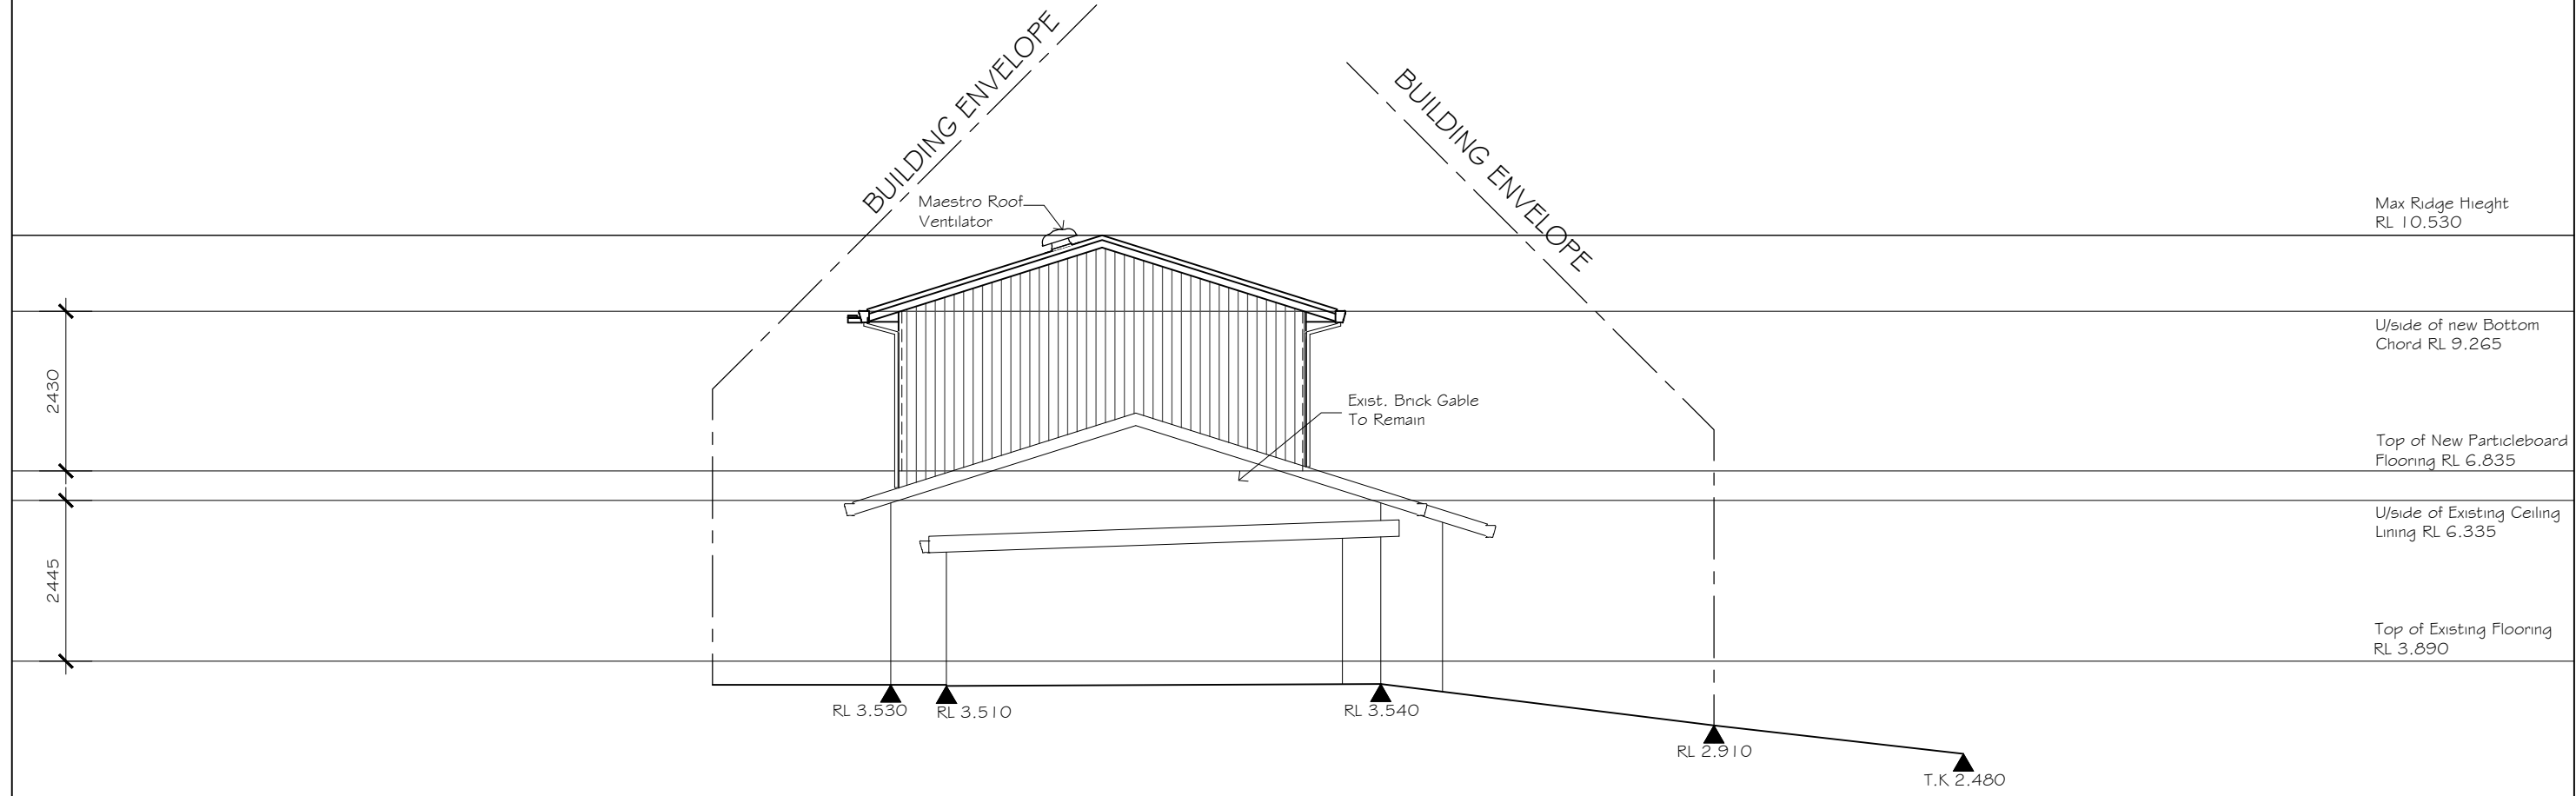 BUILDING ENVELOPE
BUILDING ENVELOPE
Maestro Roof
Ventilator
Max Ridge Hieght
RL 10.530
U/side of new Bottom
Chord RL 9.265
2430
Exist. Brick Gable
To Remain
Top of New Particleboard
Flooring RL 6.835
U/side of Existing Ceiling
Lining RL 6.335
2445
Top of Existing Flooring
RL 3.890
RL 3.530
RL 3.510
RL 3.540
RL 2.910
T.K 2.480